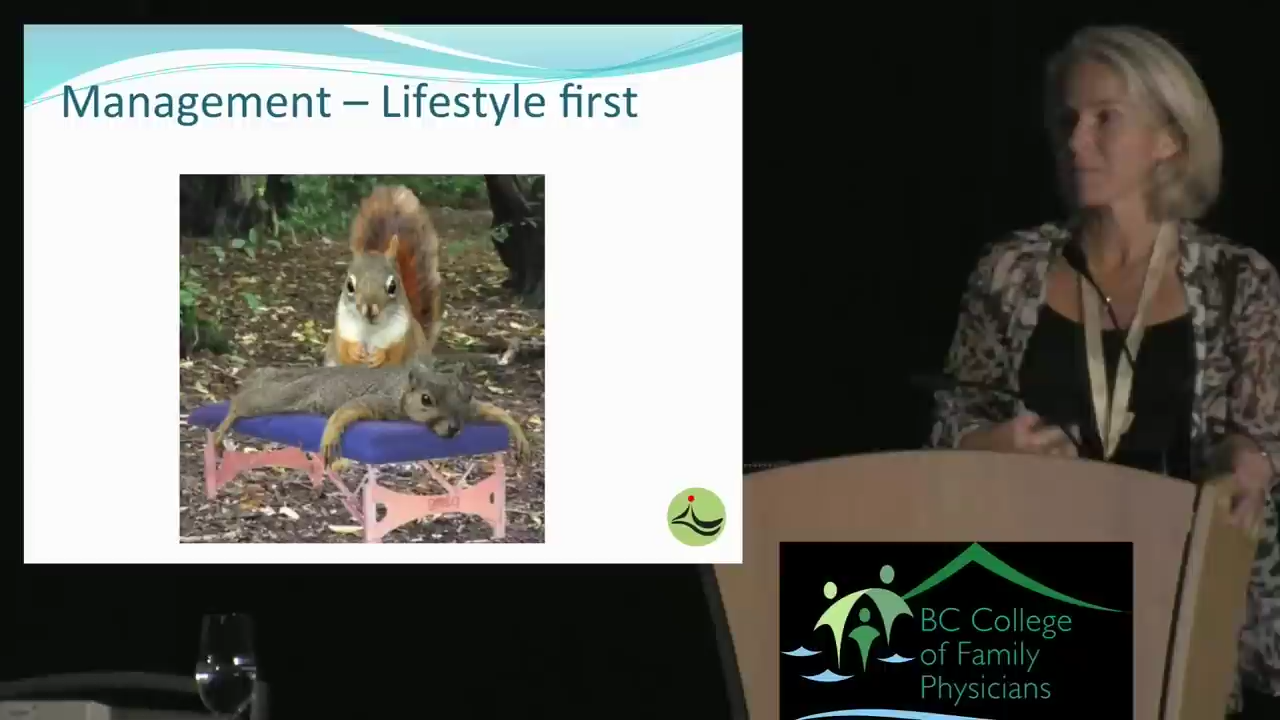 Management – Lifestyle first
BC College
of Family
Physicians